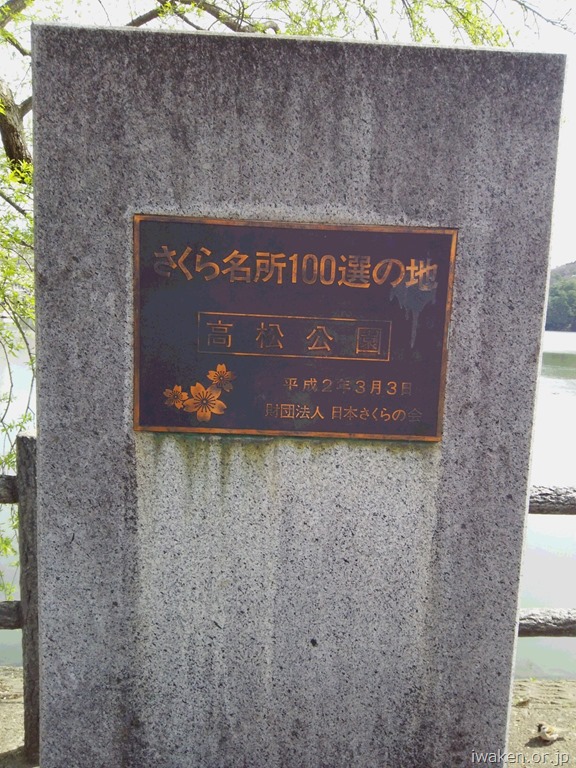 さくら名所100選の地
高松公園
平成2年3月3日
財団法人 日本さくらの会
iwaken.or.jp